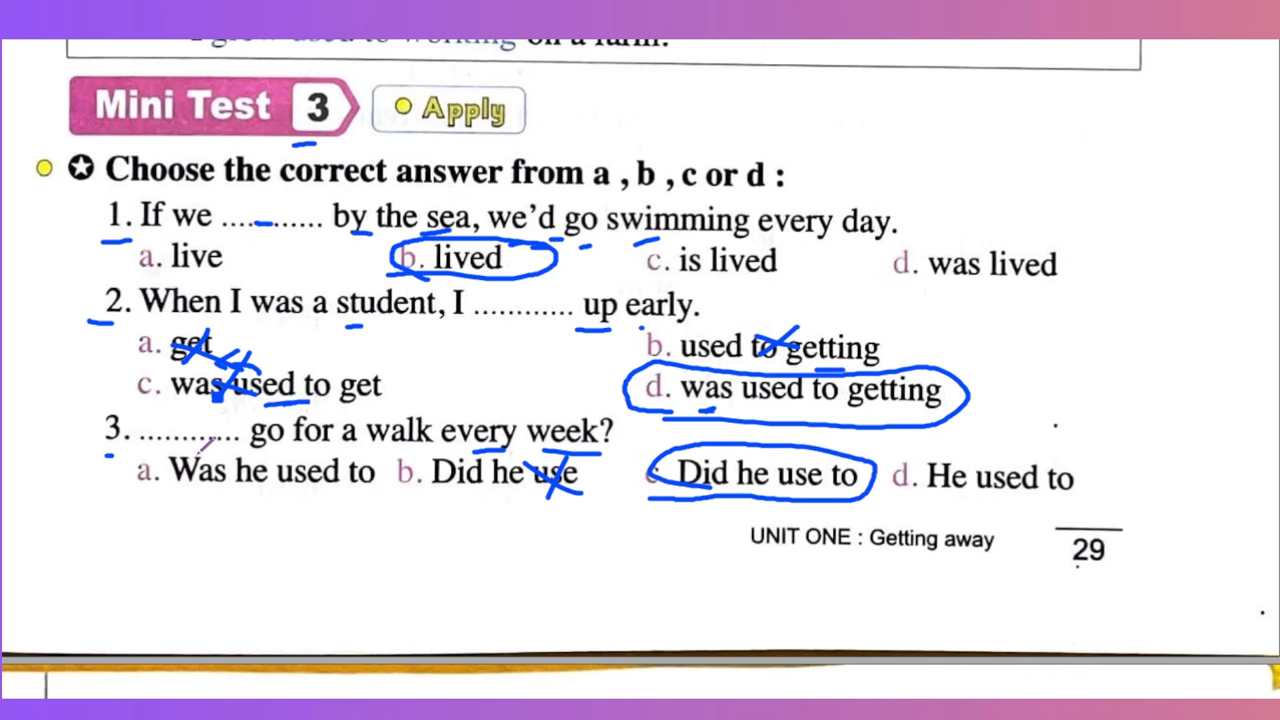 on a farm.
Mini Test 3 Apply
Choose the correct answer from a , b , c or d :
1. If we ............ by the sea, we'd go swimming every day.
a. live b. lived c. is lived d. was lived
2. When I was a student, I ............ up early.
a. get b. used to getting
c. was used to get d. was used to getting
3. ............ go for a walk every week?
a. Was he used to b. Did he use c. Did he use to d. He used to
UNIT ONE : Getting away
29